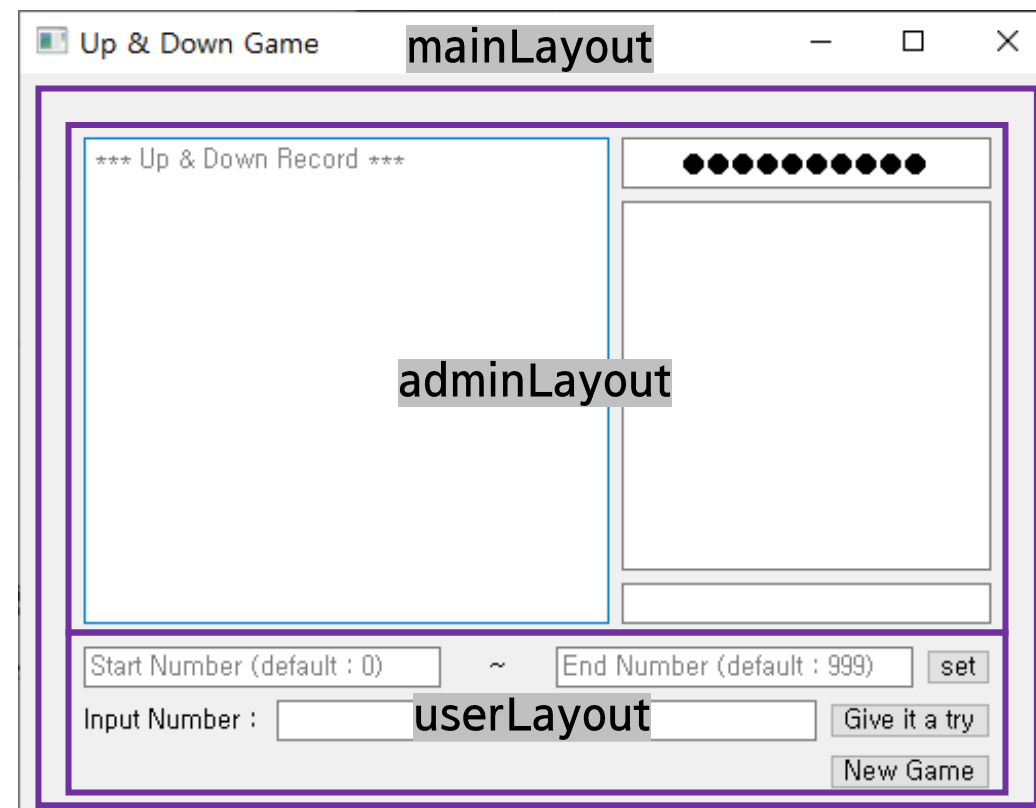 Up & Down Game
mainLayout
*** Up & Down Record ***
●●●●●●●●●●
adminLayout
Start Number (default : 0) ~ End Number (default : 999) set
Input Number : Give it a try
userLayout
New Game